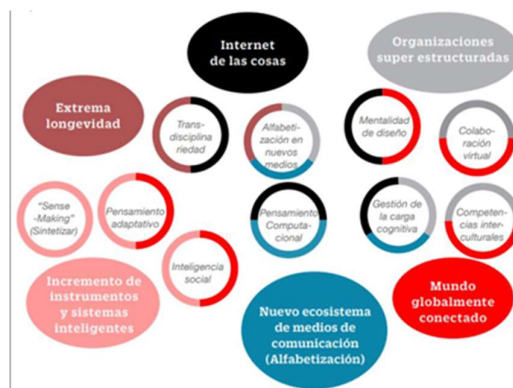 Internet
de las cosas
Organizaciones
super estructuradas
Extrema
longevidad
Trans-
disciplina
riedad
Alfabeti-
zación en
nuevos
medios
Mentalidad
de diseño
Colabo-
ración
virtual
"Sense
-Making"
(Sintetizar)
Pensamiento
adaptativo
Pensamiento
Computa-
cional
Gestión de
la carga
cognitiva
Competen-
cias inter-
culturales
Inteligencia
social
Incremento de
instrumentos
y sistemas
inteligentes
Nuevo ecosistema
de medios de
comunicación
(Alfabetización)
Mundo
globalmente
conectado